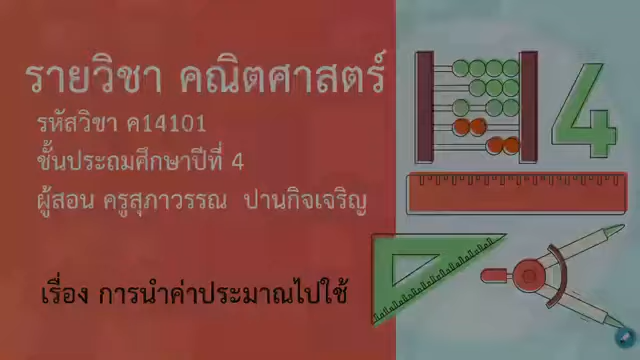 รายวิชา คณิตศาสตร์
รหัสวิชา ค14101
ชั้นประถมศึกษาปีที่ 4
ผู้สอน ครูสุภาวรรณ ปานกิจเจริญ
เรื่อง การนำค่าประมาณไปใช้
4